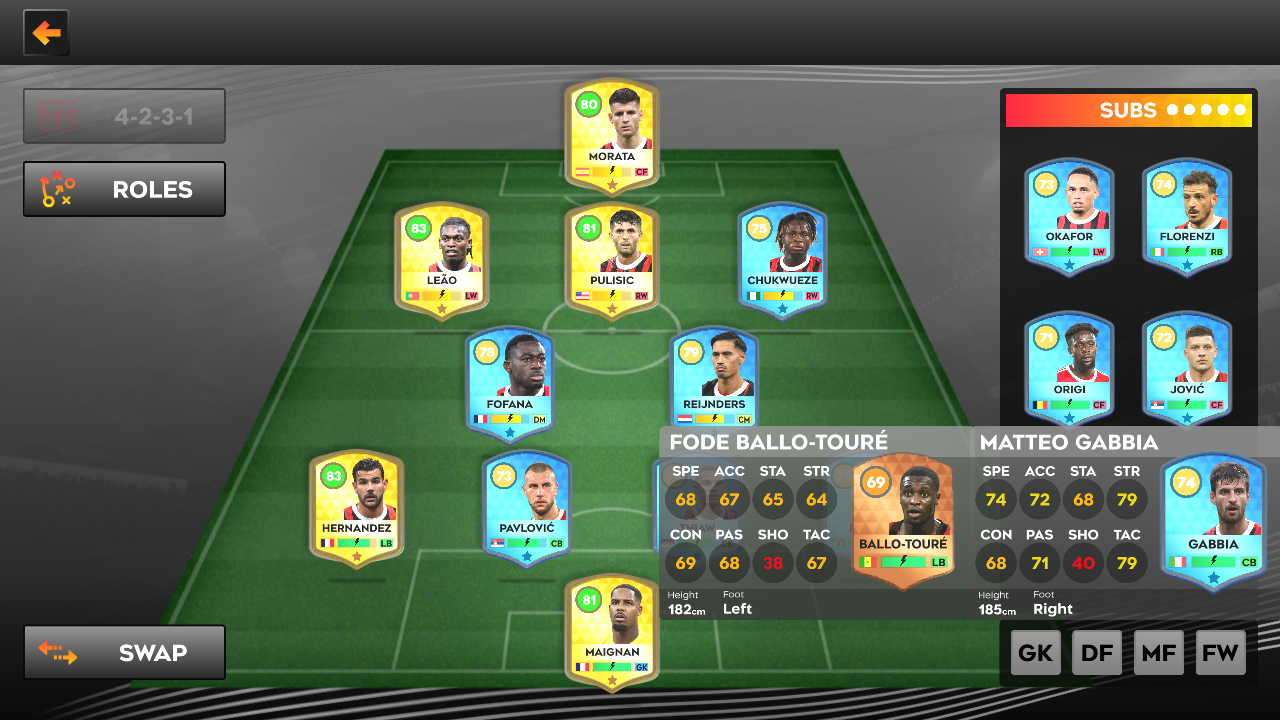 4-2-3-1
ROLES
SUBS
80
MORATA
CF
83
LEÃO
LW
81
PULISIC
RW
75
CHUKWUEZE
RW
73
OKAFOR
LW
74
FLORENZI
RB
78
FOFANA
DM
79
REIJNDERS
CM
71
ORIGI
CF
72
JOVIĆ
CF
83
HERNANDEZ
LB
73
PAVLOVIĆ
CB
THIAW
FODE BALLO-TOURÉ
SPE ACC STA STR
68 67 65 64
CON PAS SHO TAC
69 68 38 67
Height Foot
182cm Left
69
BALLO-TOURÉ
LB
MATTEO GABBIA
SPE ACC STA STR
74 72 68 79
CON PAS SHO TAC
68 71 40 79
Height Foot
185cm Right
74
GABBIA
CB
81
MAIGNAN
GK
SWAP
GK DF MF FW